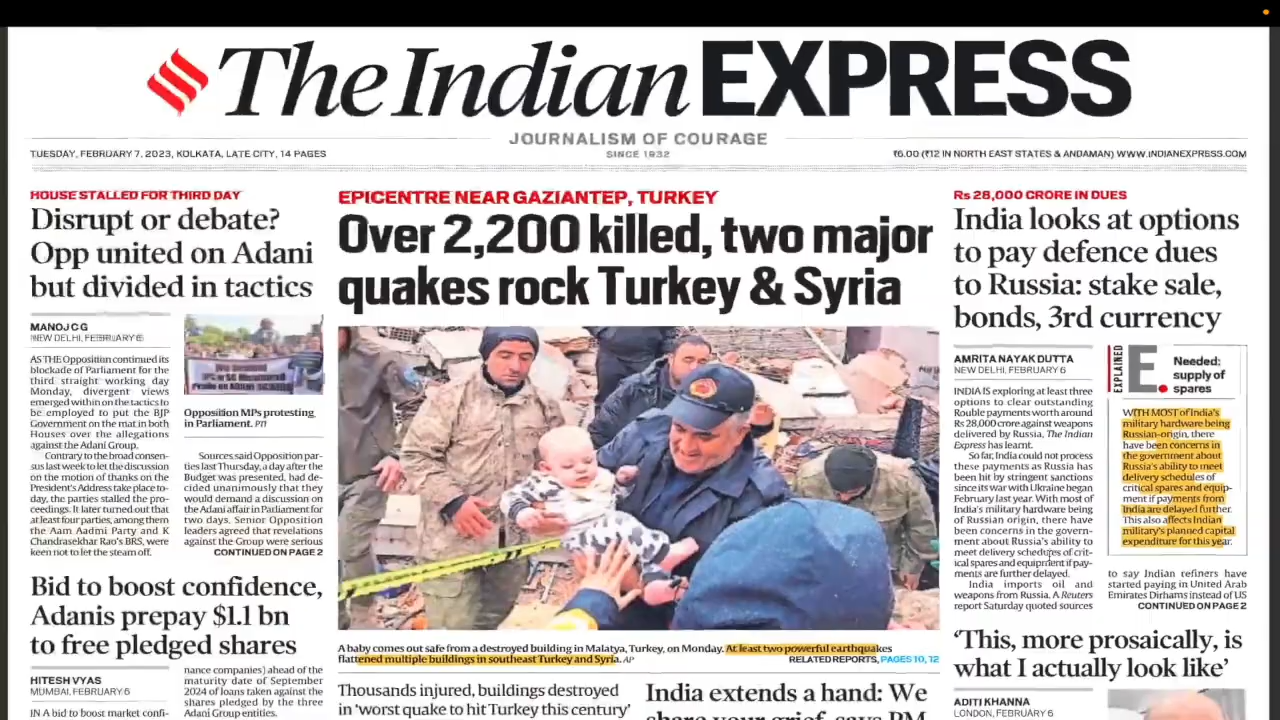 The Indian EXPRESS
JOURNALISM OF COURAGE
SINCE 1932
TUESDAY, FEBRUARY 7, 2023, KOLKATA, LATE CITY, 14 PAGES
₹6.00 (₹12 IN NORTH EAST STATES & ANDAMAN) WWW.INDIANEXPRESS.COM
HOUSE STALLED FOR THIRD DAY
Disrupt or debate?
Opp united on Adani
but divided in tactics
MANOJ C G
NEW DELHI, FEBRUARY 6
AS THE Opposition continued its
blockade of Parliament for the
third straight working day
Monday, divergent views
emerged within on the tactics to
be employed to put the BJP
Government on the mat in both
Houses over the allegations
against the Adani Group.
Contrary to the broad consen-
sus last week to let the discussion
on the motion of thanks on the
President's Address take place to-
day, the parties stalled the pro-
ceedings. It later turned out that
at least four parties, among them
the Aam Aadmi Party and K
Chandrasekhar Rao's BRS, were
keen not to let the steam off.
Opposition MPs protesting
in Parliament. PTI
Sources said Opposition par-
ties last Thursday, a day after the
Budget was presented, had de-
cided unanimously that they
would demand a discussion on
the Adani affair in Parliament for
two days. Senior Opposition
leaders agreed that revelations
against the Group were serious
CONTINUED ON PAGE 2
Bid to boost confidence,
Adanis prepay $1.1 bn
to free pledged shares
HITESH VYAS
MUMBAI, FEBRUARY 6
IN A bid to boost market confi-
nance companies) ahead of the
maturity date of September
2024 of loans taken against the
shares pledged by the three
Adani Group entities.
EPICENTRE NEAR GAZIANTEP, TURKEY
Over 2,200 killed, two major
quakes rock Turkey & Syria
A baby comes out safe from a destroyed building in Malatya, Turkey, on Monday. At least two powerful earthquakes
flattened multiple buildings in southeast Turkey and Syria. AP
RELATED REPORTS, PAGES 10, 12
Thousands injured, buildings destroyed
in 'worst quake to hit Turkey this century'
India extends a hand: We
share your grief, says PM
Rs 28,000 CRORE IN DUES
India looks at options
to pay defence dues
to Russia: stake sale,
bonds, 3rd currency
AMRITA NAYAK DUTTA
NEW DELHI, FEBRUARY 6
INDIA IS exploring at least three
options to clear outstanding
Rouble payments worth around
Rs 28,000 crore against weapons
delivered by Russia, The Indian
Express has learnt.
So far, India could not process
these payments as Russia has
been hit by stringent sanctions
since its war with Ukraine began
February last year. With most of
India's military hardware being
of Russian origin, there have
been concerns in the govern-
ment about Russia's ability to
meet delivery schedules of crit-
ical spares and equipment if pay-
ments are further delayed.
India imports oil and
weapons from Russia. A Reuters
report Saturday quoted sources
EXPLAINED
E.
Needed:
supply of
spares
WITH MOST of India's
military hardware being
Russian-origin, there
have been concerns in
the government about
Russia's ability to meet
delivery schedules of
critical spares and equip-
ment if payments from
India are delayed further.
This also affects Indian
military's planned capital
expenditure for this year.
to say Indian refiners have
started paying in United Arab
Emirates Dirhams instead of US
CONTINUED ON PAGE 2
'This, more prosaically, is
what I actually look like'
ADITI KHANNA
LONDON, FEBRUARY 6